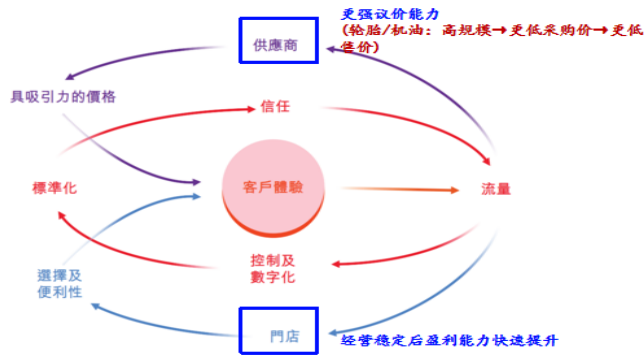 更强议价能力
(轮胎/机油：高规模→更低采购价→更低
售价)
供應商
具吸引力的價格
信任
標準化
客戶體驗
流量
控制及
數字化
選擇及
便利性
門店
经营稳定后盈利能力快速提升